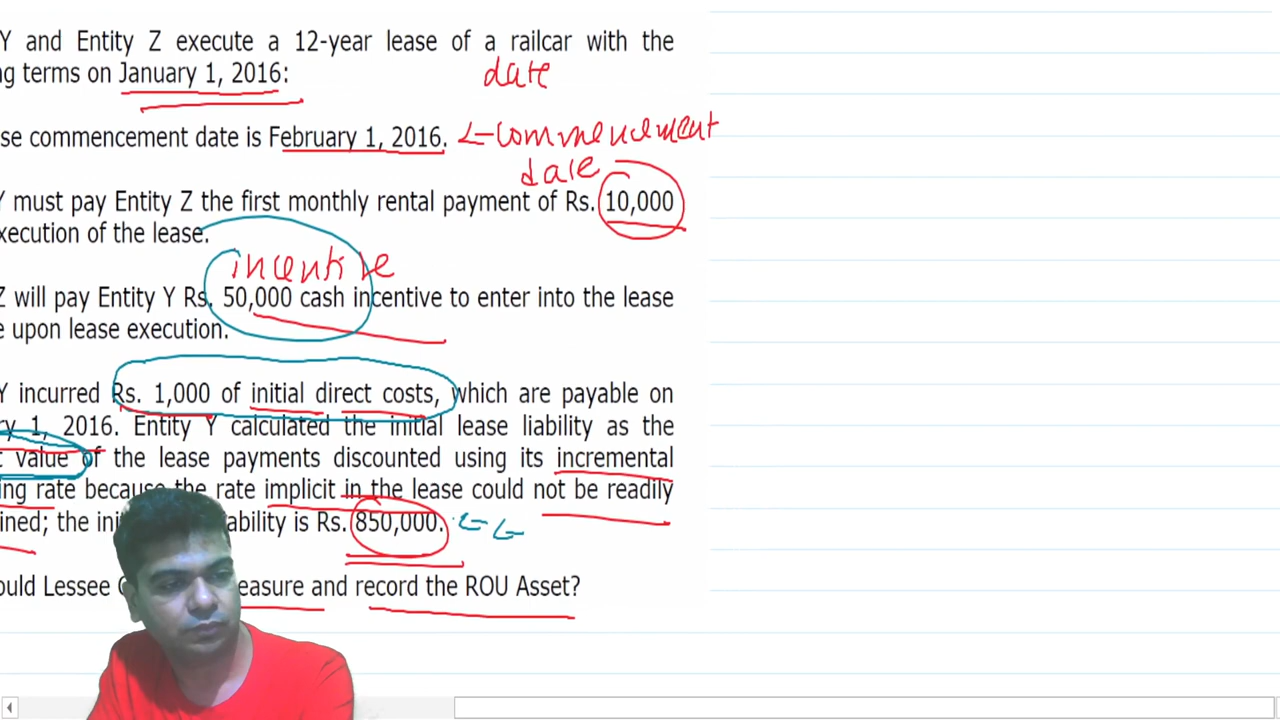 Y and Entity Z execute a 12-year lease of a railcar with the
g terms on January 1, 2016:
date
se commencement date is February 1, 2016. <-commencement
date
Y must pay Entity Z the first monthly rental payment of Rs. 10,000
xecution of the lease.
incentive
Z will pay Entity Y Rs. 50,000 cash incentive to enter into the lease
e upon lease execution.
Y incurred Rs. 1,000 of initial direct costs, which are payable on
ry 1, 2016. Entity Y calculated the initial lease liability as the
t value of the lease payments discounted using its incremental
ing rate because the rate implicit in the lease could not be readily
ined; the ini ability is Rs. 850,000.
ould Lessee easure and record the ROU Asset?